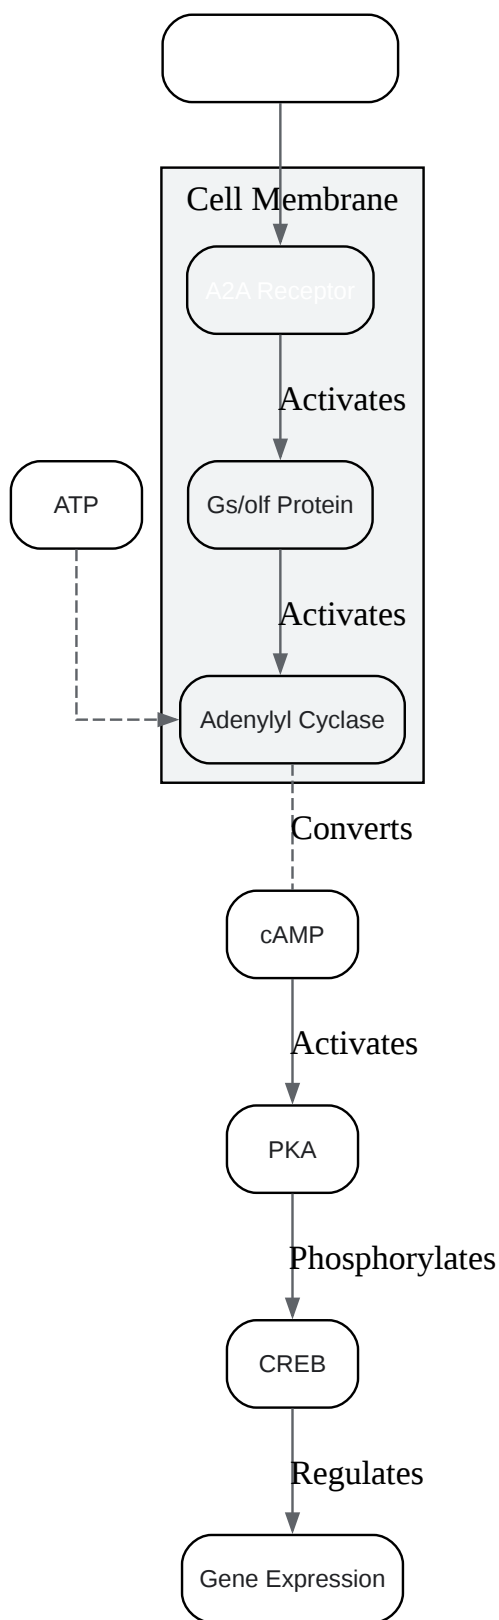 Cell Membrane
A2A Receptor
Activates
ATP
Gs/olf Protein
Activates
Adenylyl Cyclase
Converts
cAMP
Activates
PKA
Phosphorylates
CREB
Regulates
Gene Expression